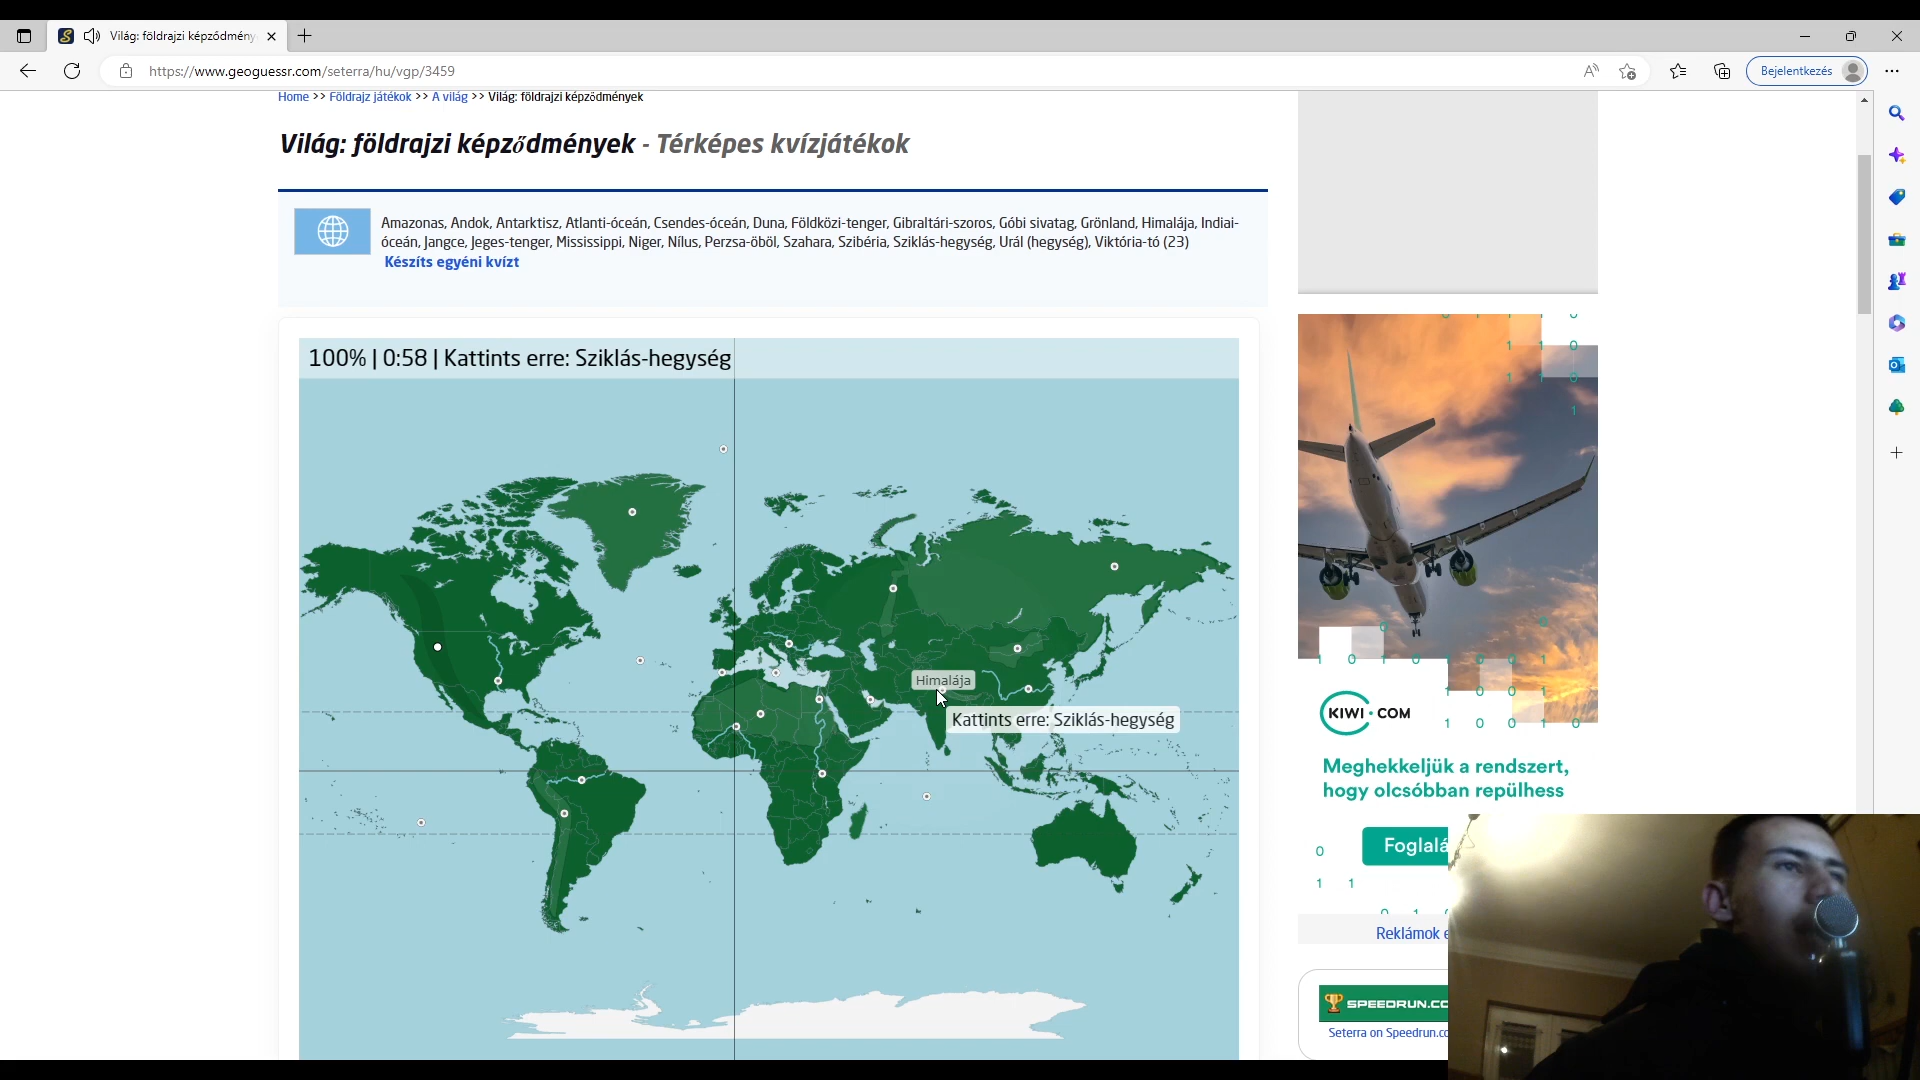 Világ: földrajzi képződmény
https://www.geoguessr.com/seterra/hu/vgp/3459
Bejelentkezés
Home >> Földrajz játékok >> A világ >> Világ: földrajzi képződmények
Világ: földrajzi képződmények - Térképes kvízjátékok
Amazonas, Andok, Antarktisz, Atlanti-óceán, Csendes-óceán, Duna, Földközi-tenger, Gibraltári-szoros, Góbi sivatag, Grönland, Himalája, Indiai-
óceán, Jangce, Jeges-tenger, Mississippi, Niger, Nílus, Perzsa-öböl, Szahara, Szibéria, Sziklás-hegység, Urál (hegység), Viktória-tó (23)
Készíts egyéni kvízt
100% | 0:58 | Kattints erre: Sziklás-hegység
Himalája
Kattints erre: Sziklás-hegység
KIWI.COM
Meghekkeljük a rendszert,
hogy olcsóbban repülhess
Foglalá
Reklámok
SPEEDRUN.CO
Seterra on Speedrun.co